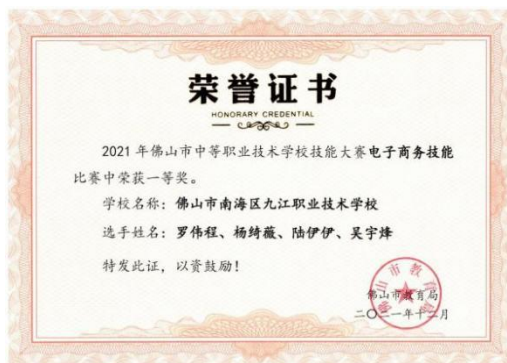 荣誉证书
HONORARY CREDENTIAL
2021年佛山市中等职业技术学校技能大赛电子商务技能
比赛中荣获一等奖。
学校名称：佛山市南海区九江职业技术学校
选手姓名：罗伟程、杨绮薇、陆伊伊、吴宇烽
特发此证，以资鼓励！
佛山市教育局
二〇二一年十二月